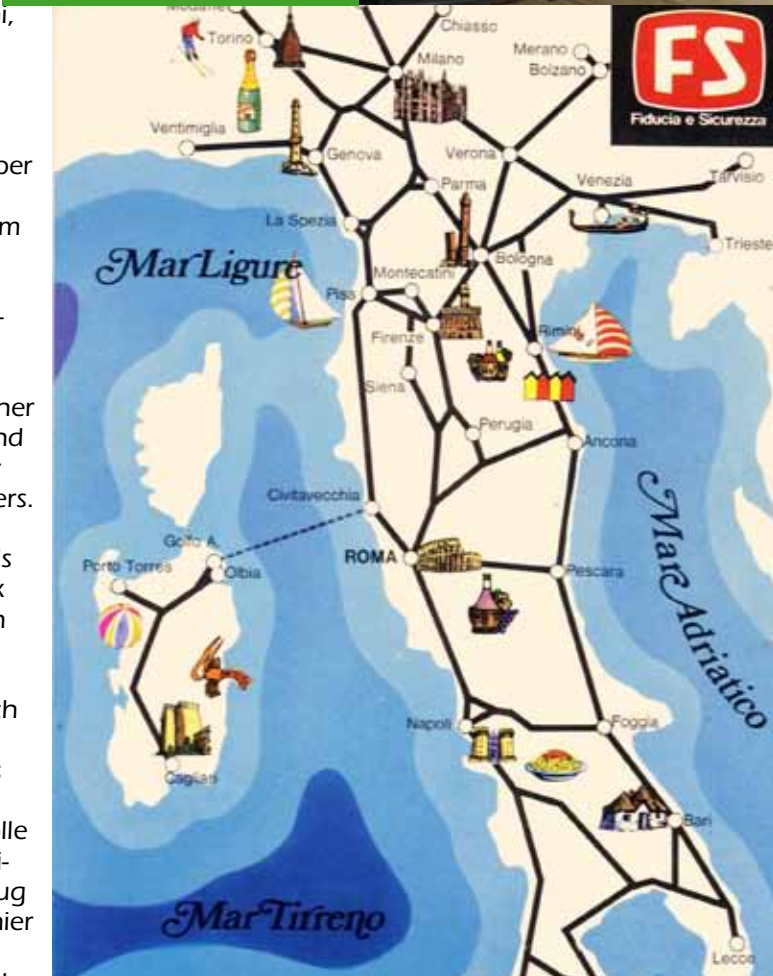 Modane
Chiasso
Torino
Milano
Merano
Bolzano
FS
Fiducia e Sicurezza
Ventimiglia
Genova
Verona
Parma
Venezia
Tarvisio
La Spezia
Trieste
Bologna
Mar Ligure
Montecatini
Pisa
Firenze
Rimini
Siena
Perugia
Ancona
Civitavecchia
Golfo A.
Porto Torres
Olbia
ROMA
Pescara
Mar Adriatico
Napoli
Foggia
Cagliari
Bari
Mar Tirreno
Lecce